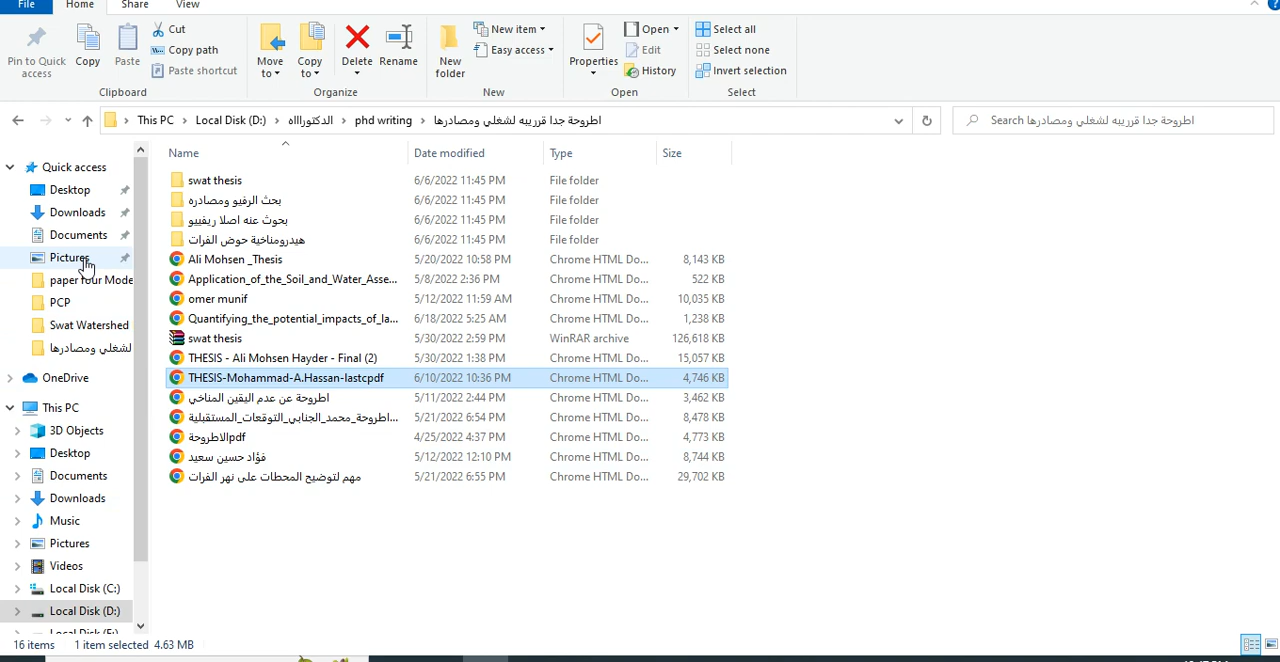 File Home Share View
Pin to Quick access
Copy
Paste
Cut
Copy path
Paste shortcut
Clipboard
Move to
Copy to
Delete
Rename
Organize
New folder
New item
Easy access
New
Properties
Open
Edit
History
Open
Select all
Select none
Invert selection
Select
This PC > Local Disk (D:) > الدكتورااه > phd writing > اطروحة جدا قريبه لشغلي ومصادرها
Search اطروحة جدا قريبه لشغلي ومصادرها
Quick access
Desktop
Downloads
Documents
Pictures
paper four Mode
PCP
Swat Watershed
لشغلي ومصادرها
OneDrive
This PC
3D Objects
Desktop
Documents
Downloads
Music
Pictures
Videos
Local Disk (C:)
Local Disk (D:)
Name Date modified Type Size
swat thesis 6/6/2022 11:45 PM File folder
بحث الرفيو ومصادره 6/6/2022 11:45 PM File folder
بحوث عنه اصلا ريفييو 6/6/2022 11:45 PM File folder
هيدرومناخية حوض الفرات 6/6/2022 11:45 PM File folder
Ali Mohsen _Thesis 5/20/2022 10:58 PM Chrome HTML Do... 8,143 KB
Application_of_the_Soil_and_Water_Asse... 5/8/2022 2:36 PM Chrome HTML Do... 522 KB
omer munif 5/12/2022 11:59 AM Chrome HTML Do... 10,035 KB
Quantifying_the_potential_impacts_of_la... 6/18/2022 5:25 AM Chrome HTML Do... 1,238 KB
swat thesis 5/30/2022 2:59 PM WinRAR archive 126,618 KB
THESIS - Ali Mohsen Hayder - Final (2) 5/30/2022 1:38 PM Chrome HTML Do... 15,057 KB
THESIS-Mohammad-A.Hassan-lastcpdf 6/10/2022 10:36 PM Chrome HTML Do... 4,746 KB
اطروحة عن عدم اليقين المناخي 5/11/2022 2:44 PM Chrome HTML Do... 3,462 KB
اطروحة_محمد_الجنابي_التوقعات_المستقبلية... 5/21/2022 6:54 PM Chrome HTML Do... 8,478 KB
الاطروحةpdf 4/25/2022 4:37 PM Chrome HTML Do... 4,773 KB
فؤاد حسين سعيد 5/12/2022 12:10 PM Chrome HTML Do... 8,744 KB
مهم لتوضيح المحطات على نهر الفرات 5/21/2022 6:55 PM Chrome HTML Do... 29,702 KB
16 items 1 item selected 4.63 MB